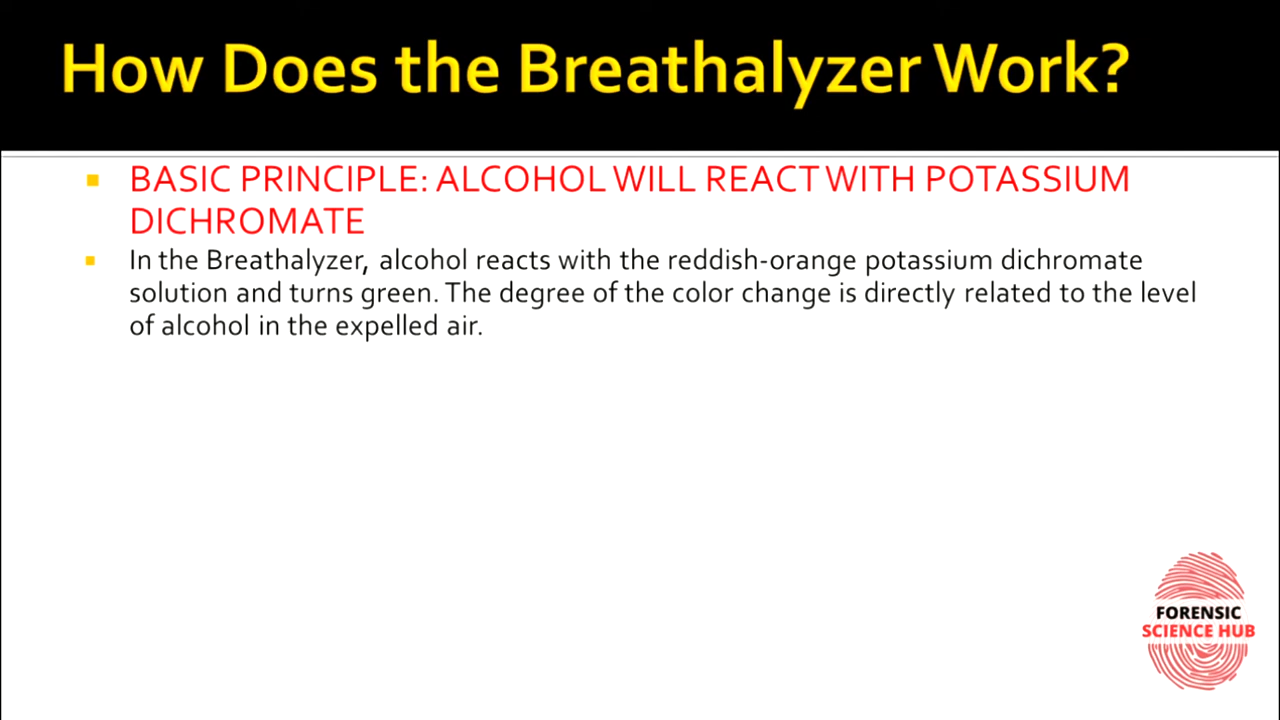 How Does the Breathalyzer Work?
BASIC PRINCIPLE: ALCOHOL WILL REACT WITH POTASSIUM
DICHROMATE
In the Breathalyzer, alcohol reacts with the reddish-orange potassium dichromate
solution and turns green. The degree of the color change is directly related to the level
of alcohol in the expelled air.
FORENSIC
SCIENCE HUB